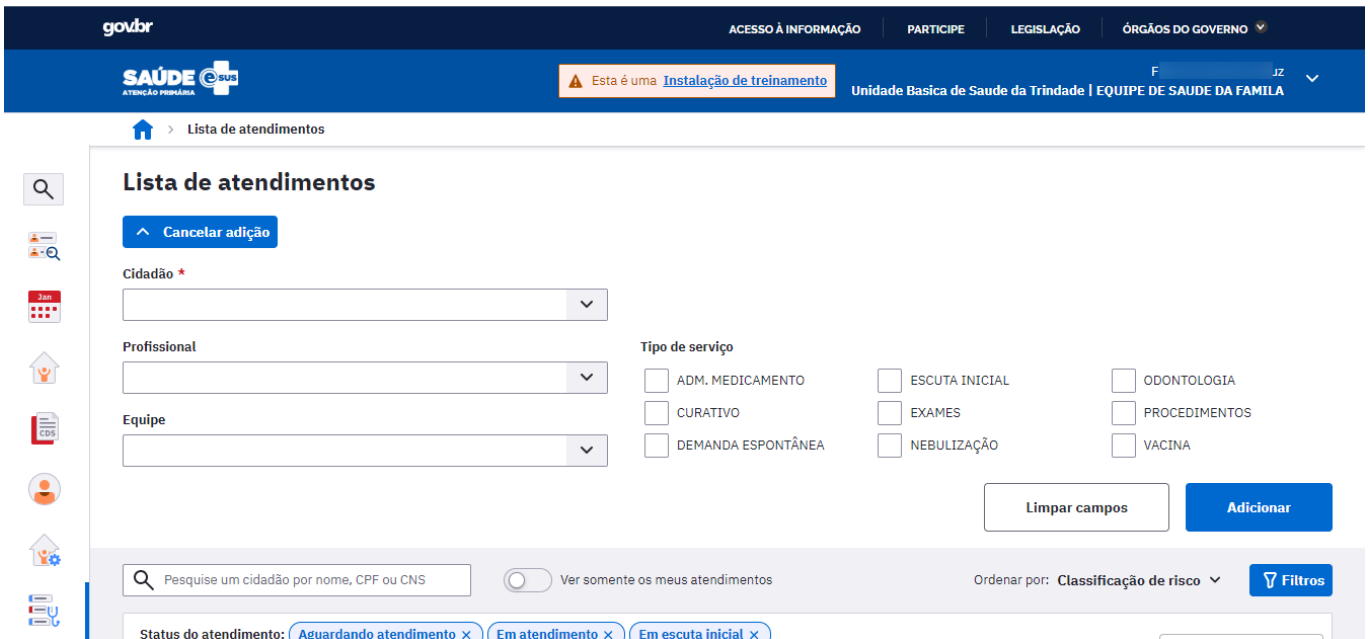 gov.br
ACESSO À INFORMAÇÃO PARTICIPE LEGISLAÇÃO ÓRGÃOS DO GOVERNO
SAÚDE e SUS
ATENÇÃO PRIMÁRIA
Esta é uma Instalação de treinamento
Unidade Basica de Saude da Trindade | EQUIPE DE SAUDE DA FAMILA
Lista de atendimentos
Lista de atendimentos
Cancelar adição
Cidadão *
Profissional
Equipe
Tipo de serviço
ADM. MEDICAMENTO ESCUTA INICIAL ODONTOLOGIA
CURATIVO EXAMES PROCEDIMENTOS
DEMANDA ESPONTÂNEA NEBULIZAÇÃO VACINA
Limpar campos Adicionar
Pesquise um cidadão por nome, CPF ou CNS
Ver somente os meus atendimentos
Ordenar por: Classificação de risco
Filtros
Status do atendimento: Aguardando atendimento × Em atendimento × Em escuta inicial ×
Jan
CDS